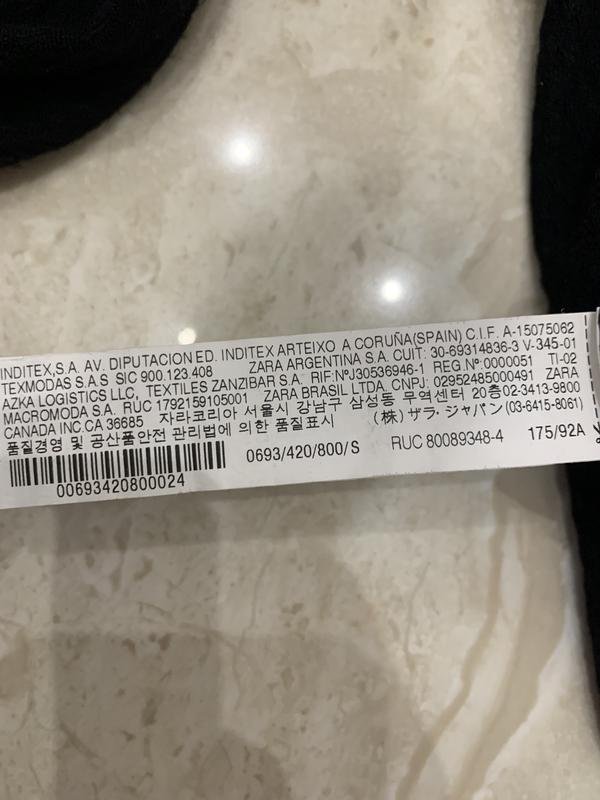 INDITEX,S.A. AV. DIPUTACION ED. INDITEX ARTEIXO A CORUÑA(SPAIN) C.I.F. A-15075062
TEXMODAS S.A.S SIC 900.123.408 ZARA ARGENTINA S.A. CUIT: 30-69314836-3 V-345-01
AZKA LOGISTICS LLC, TEXTILES ZANZIBAR S.A. RIF:NºJ30536946-1 REG.Nº:0000051 TI-02
MACROMODA S.A. RUC 1792159105001 ZARA BRASIL LTDA. CNPJ: 02952485000491 ZARA
CANADA INC.CA 36685 자라코리아 서울시 강남구 삼성동 무역센터 20층02-3413-9800
품질경영 및 공산품안전 관리법에 의한 품질표시 (株) ザラ・ジャパン (03-6415-8061)
0693/420/800/S RUC 80089348-4 175/92A
00693420800024